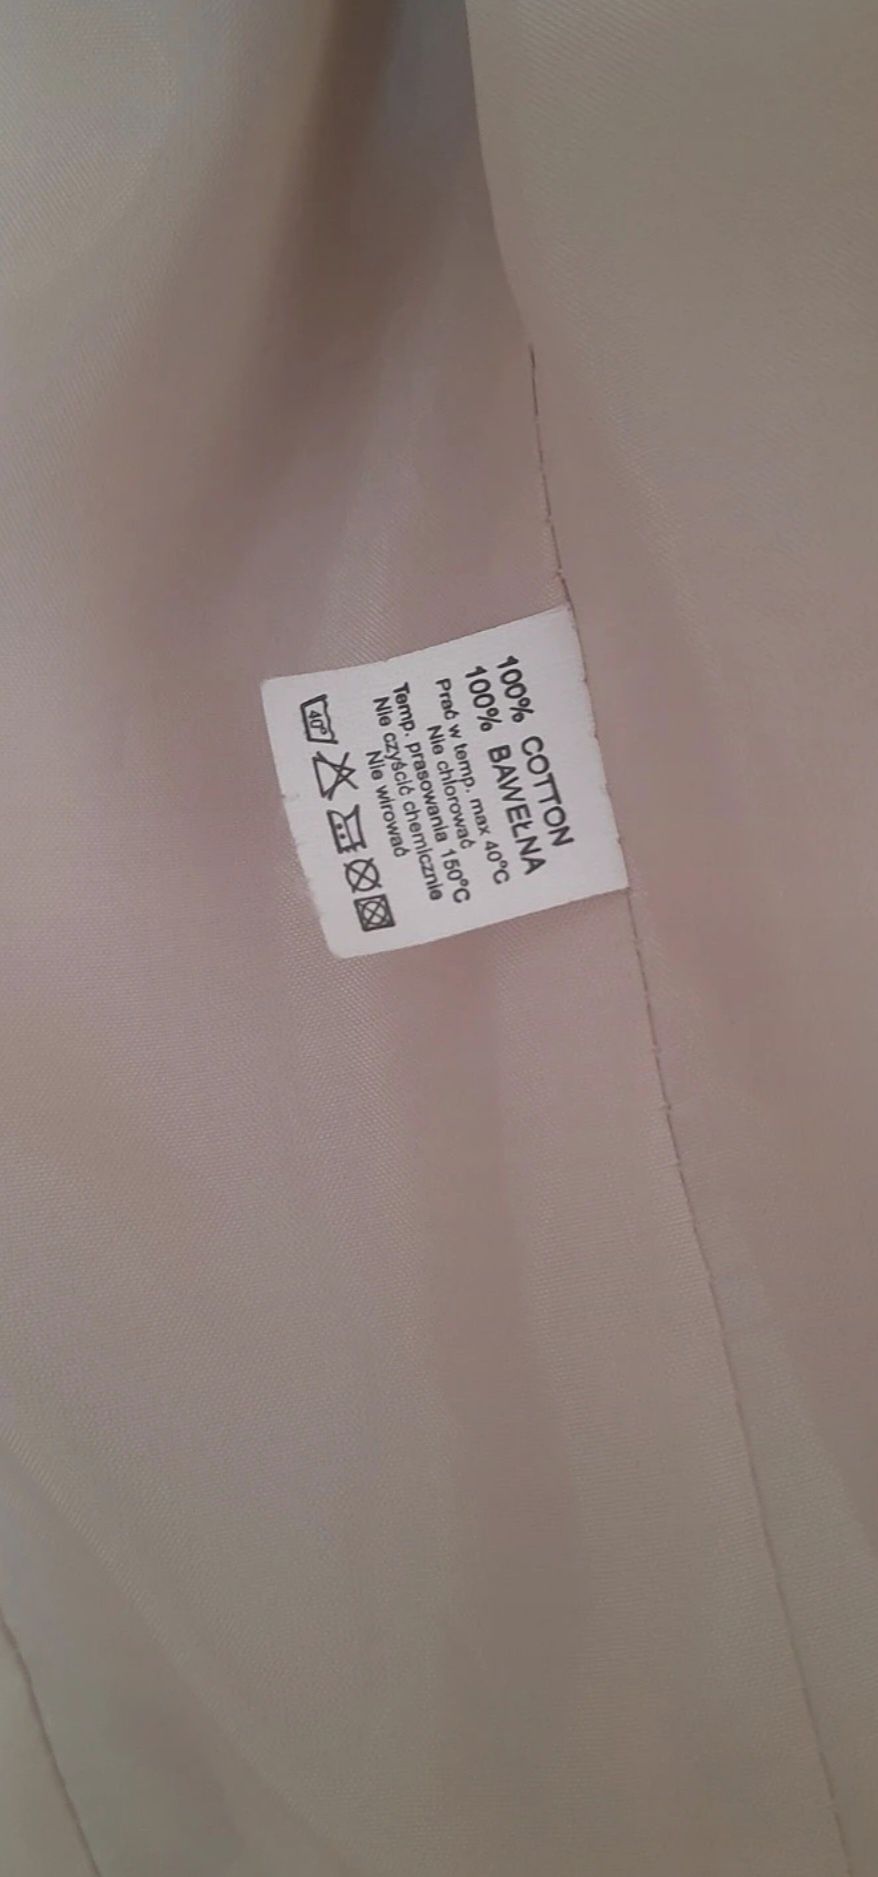 100% COTTON
100% BAWEŁNA
Prać w temp. max 40°C
Nie chlorować
Temp. prasowania 150°C
Nie czyścić chemicznie
Nie wirować
40°